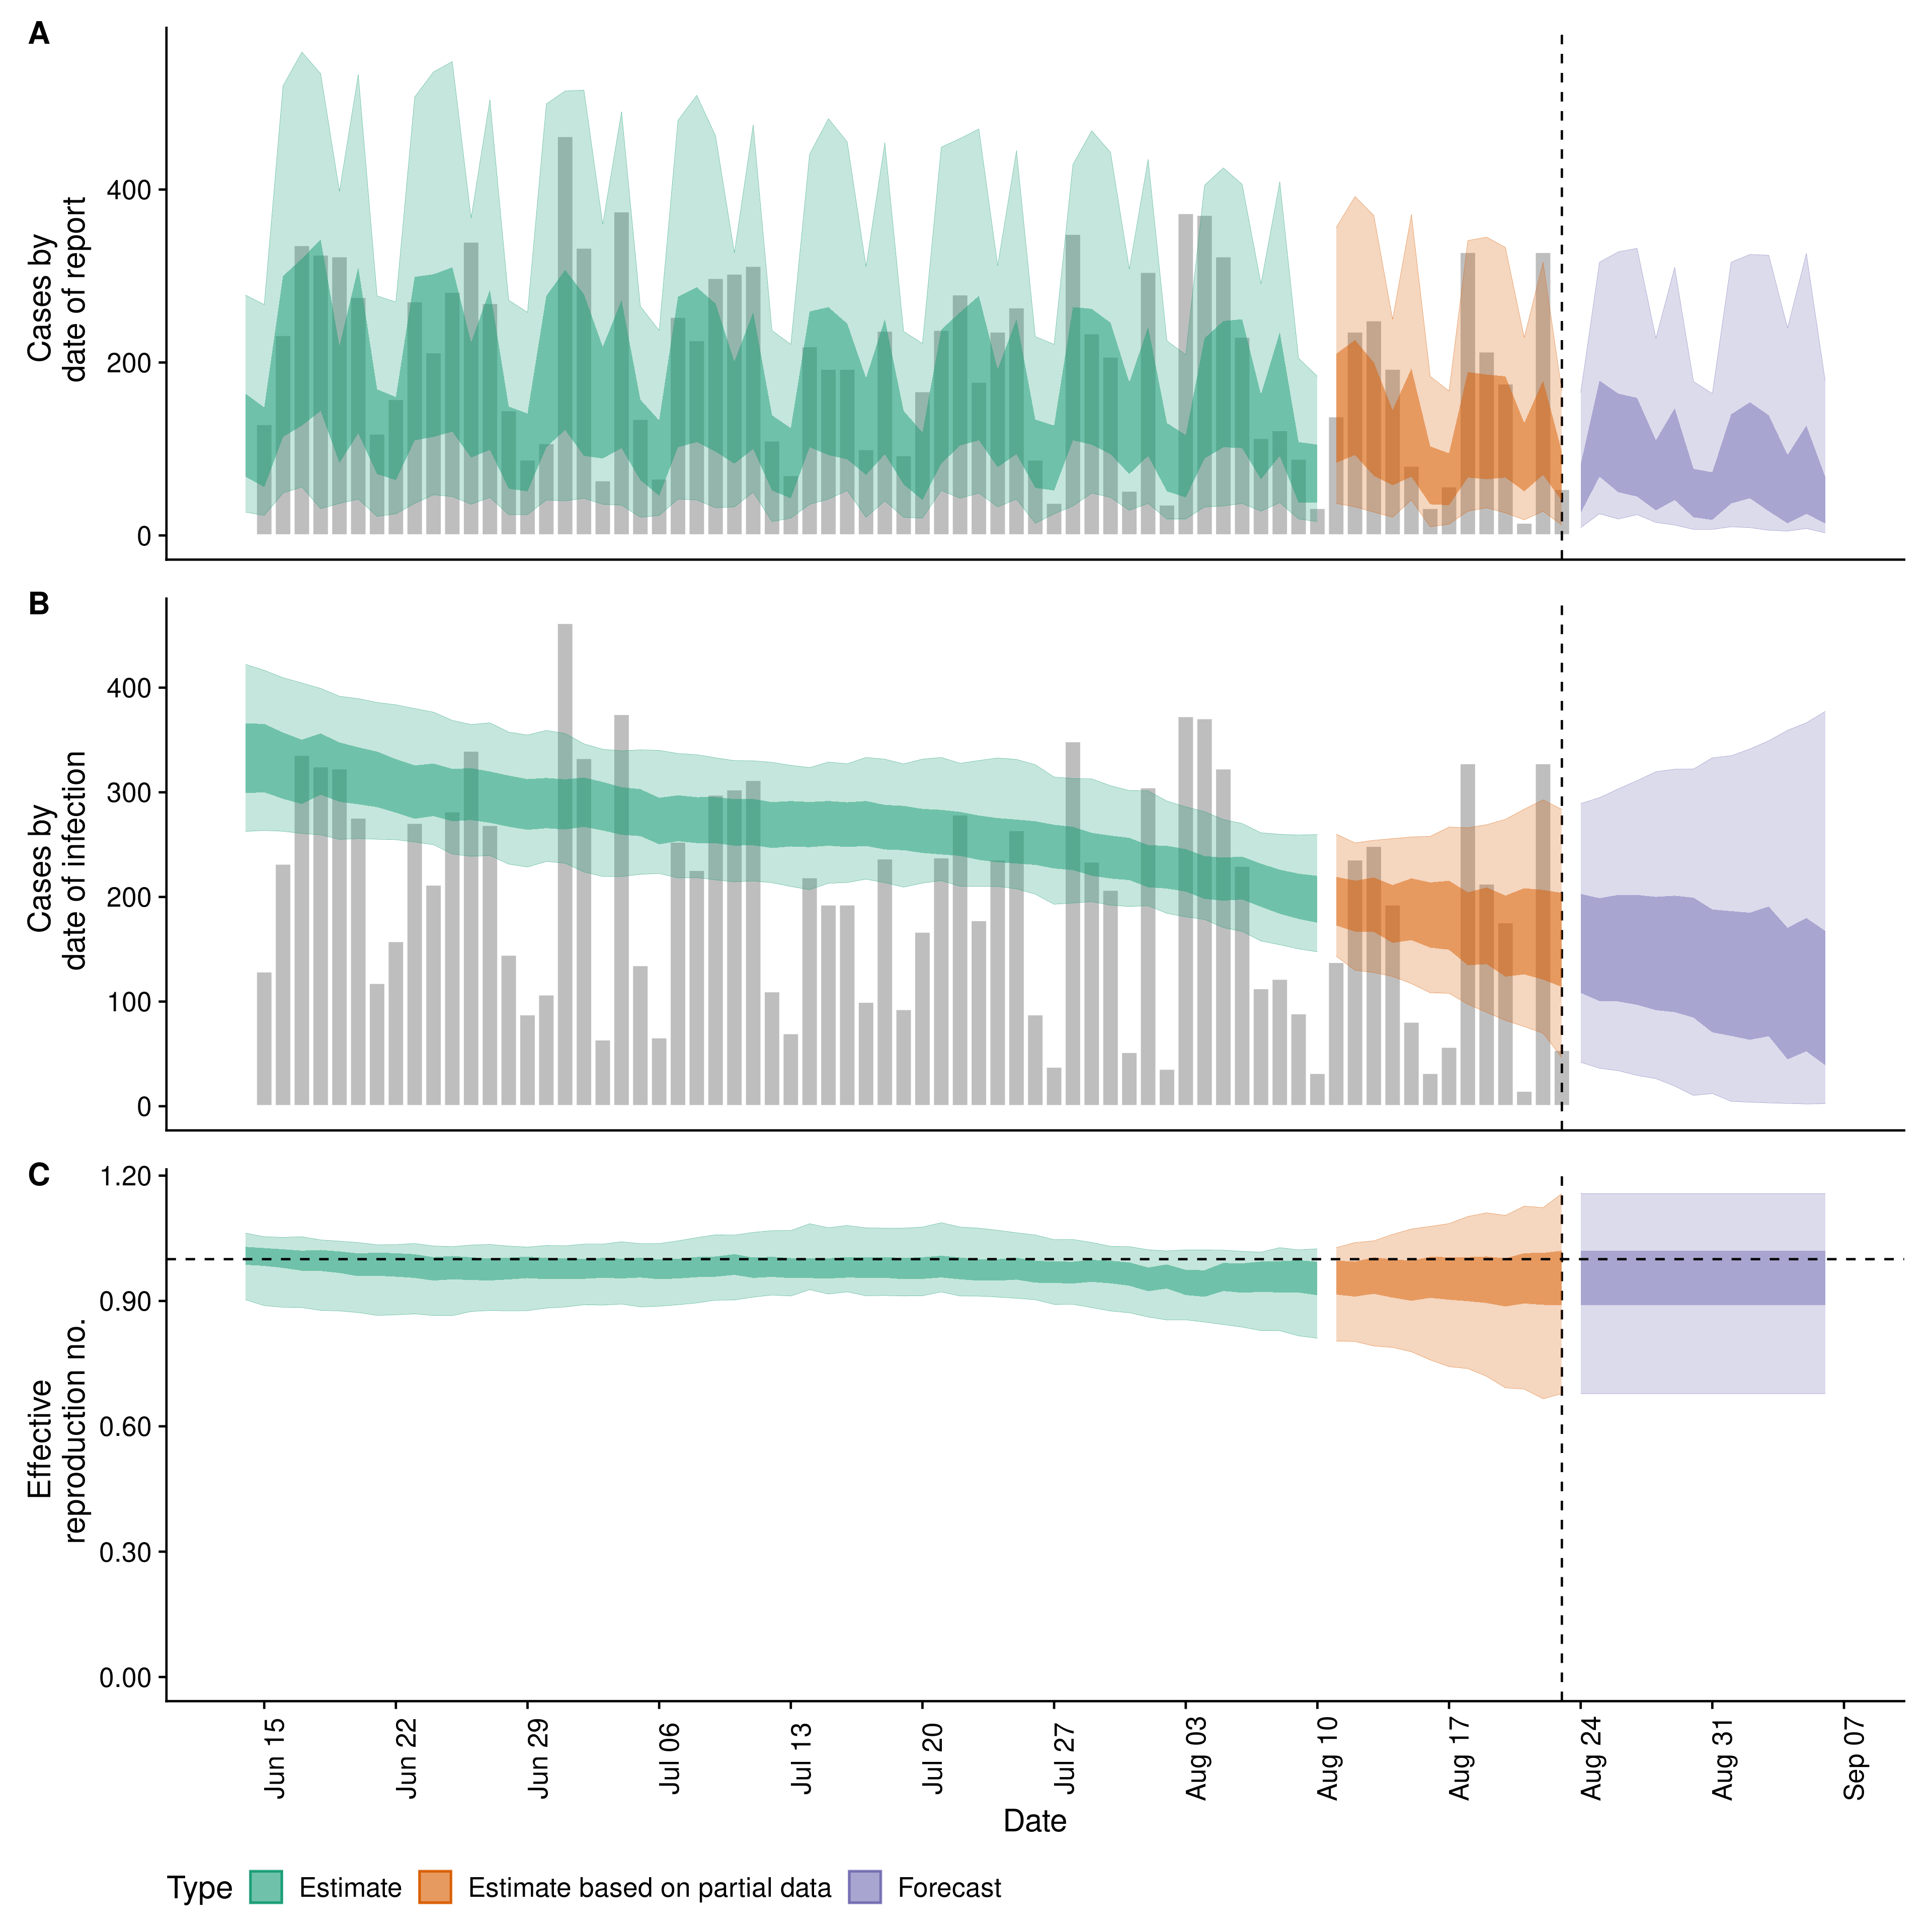 A
Cases by
date of report
400
200
0
B
Cases by
date of infection
400
300
200
100
0
C
Effective
reproduction no.
1.20
0.90
0.60
0.30
0.00
Jun 15
Jun 22
Jun 29
Jul 06
Jul 13
Jul 20
Jul 27
Aug 03
Aug 10
Aug 17
Aug 24
Aug 31
Sep 07
Date
Type Estimate Estimate based on partial data Forecast